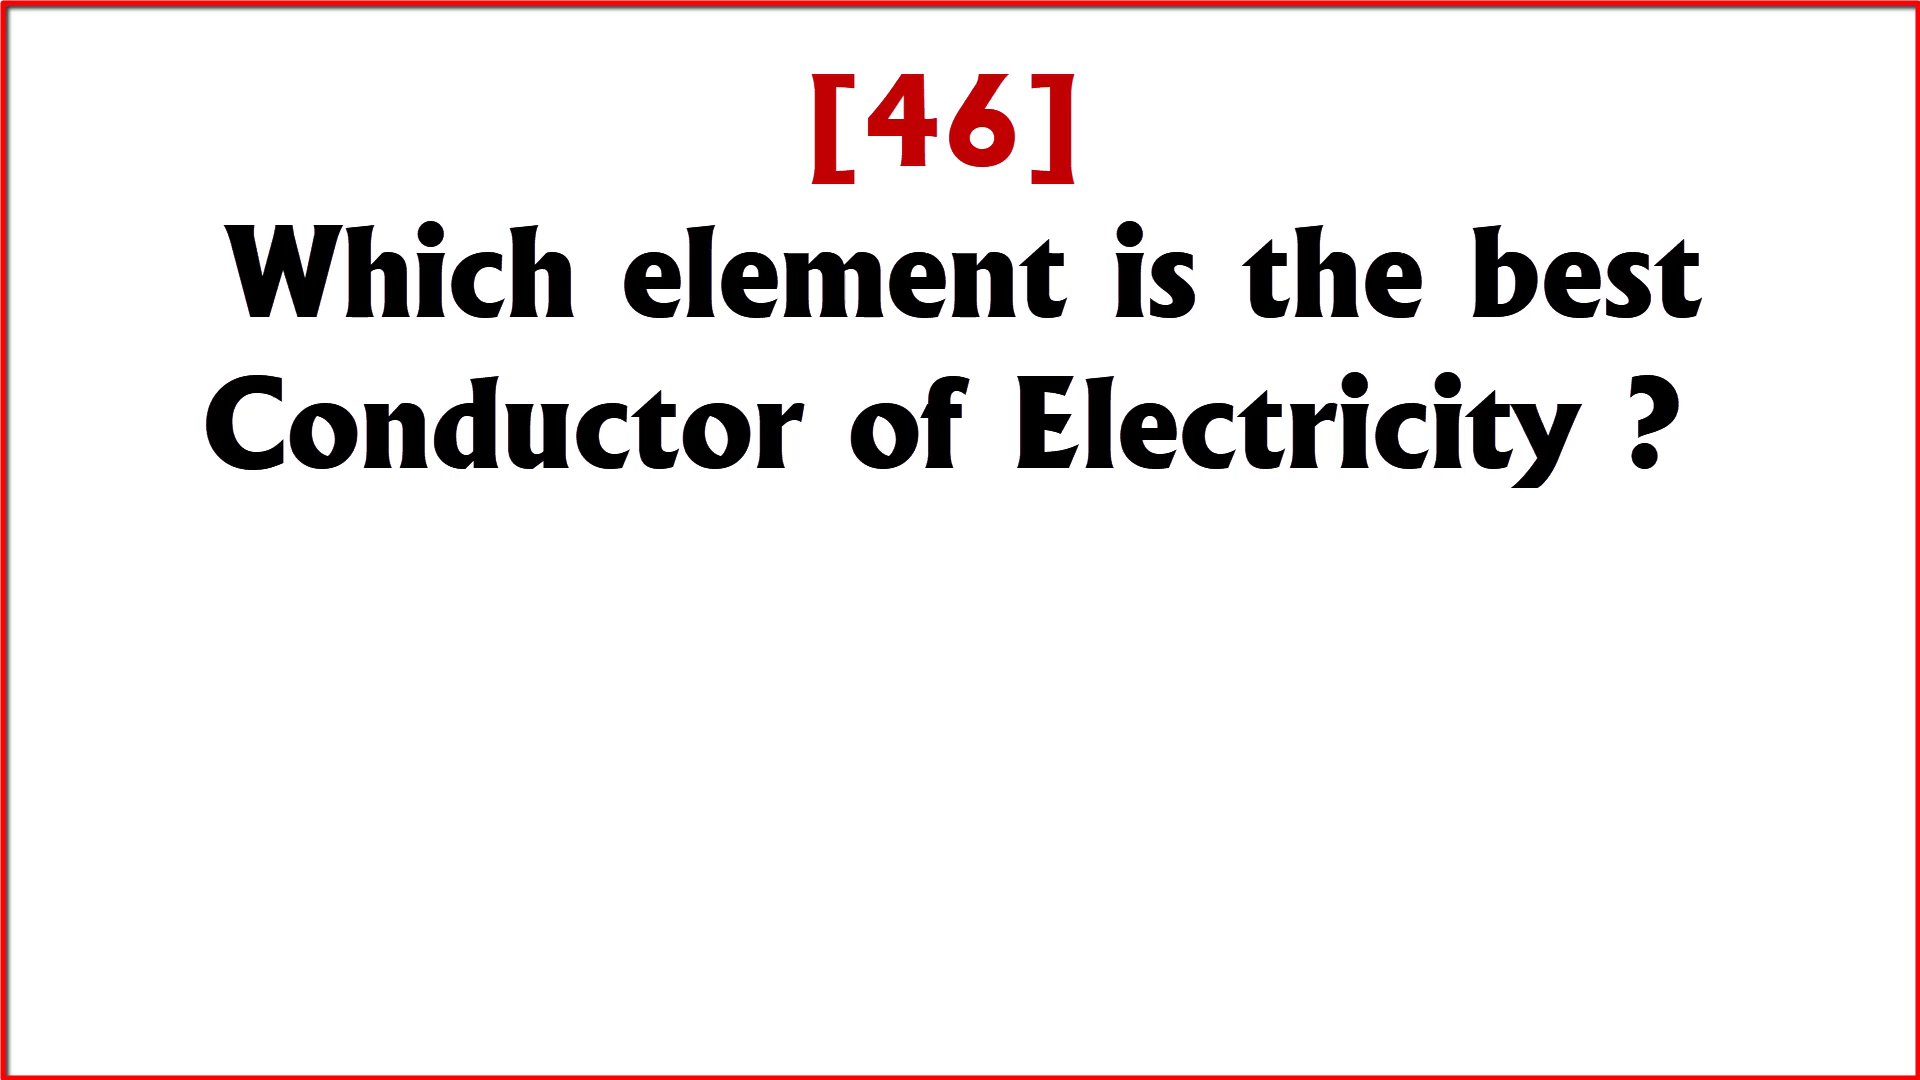 [46]
Which element is the best
Conductor of Electricity ?